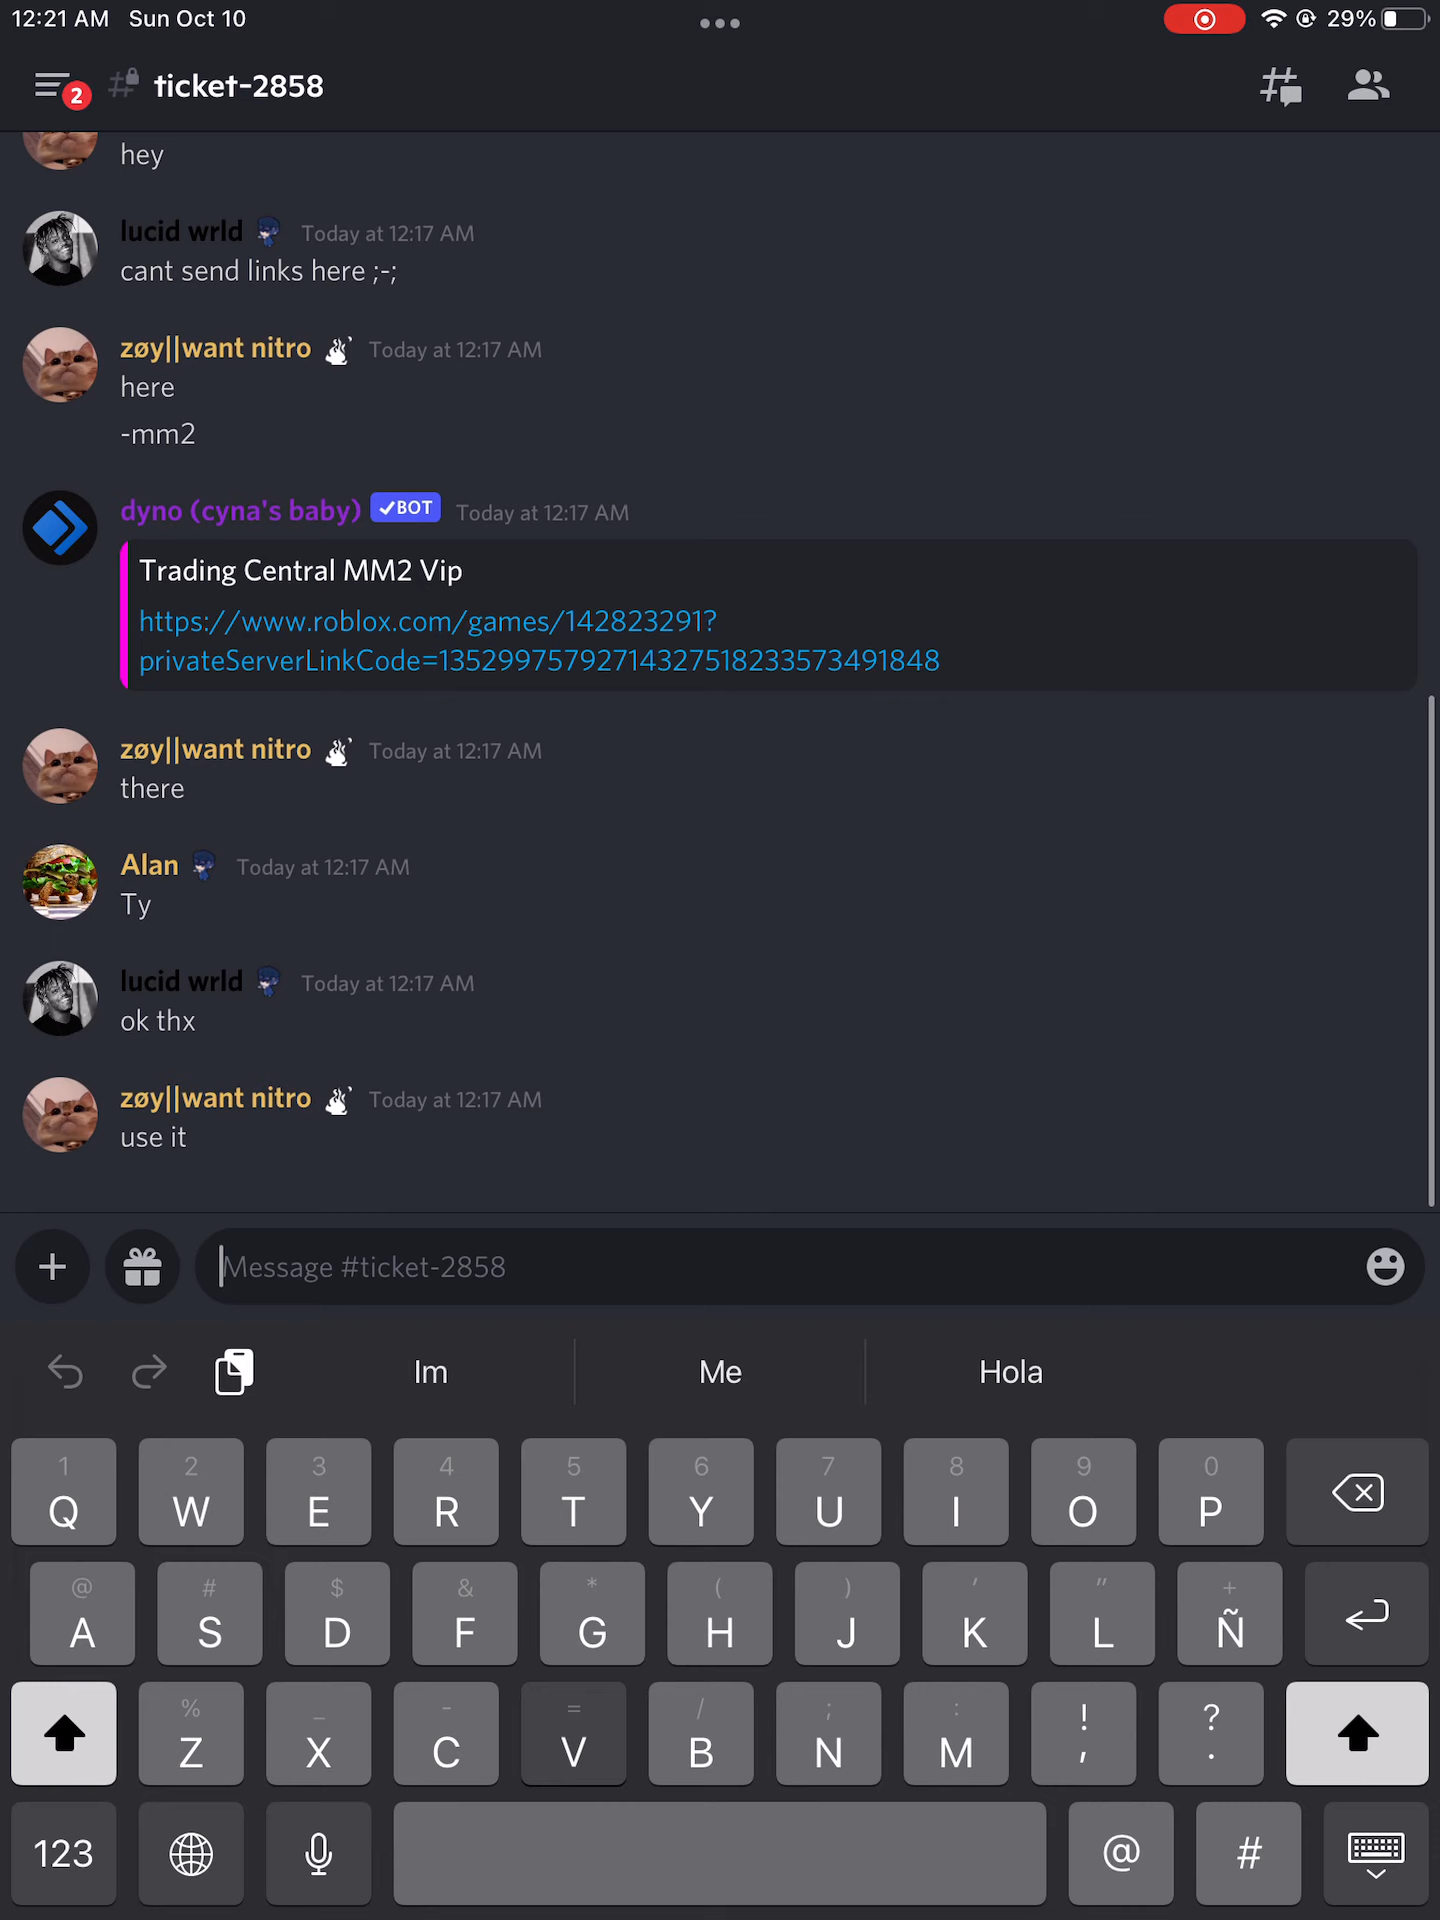 12:21 AM Sun Oct 10
29%
2
ticket-2858
hey
lucid wrld Today at 12:17 AM
cant send links here ;-;
zøy||want nitro Today at 12:17 AM
here
-mm2
dyno (cyna's baby) ✓BOT Today at 12:17 AM
Trading Central MM2 Vip
https://www.roblox.com/games/142823291?
privateServerLinkCode=13529975792714327518233573491848
zøy||want nitro Today at 12:17 AM
there
Alan Today at 12:17 AM
Ty
lucid wrld Today at 12:17 AM
ok thx
zøy||want nitro Today at 12:17 AM
use it
Message #ticket-2858
Im Me Hola
1 2 3 4 5 6 7 8 9 0
Q W E R T Y U I O P
@ # $ & * ( ) ' " +
A S D F G H J K L Ñ
% _ - = / ; : ! ?
Z X C V B N M , .
123 @ #